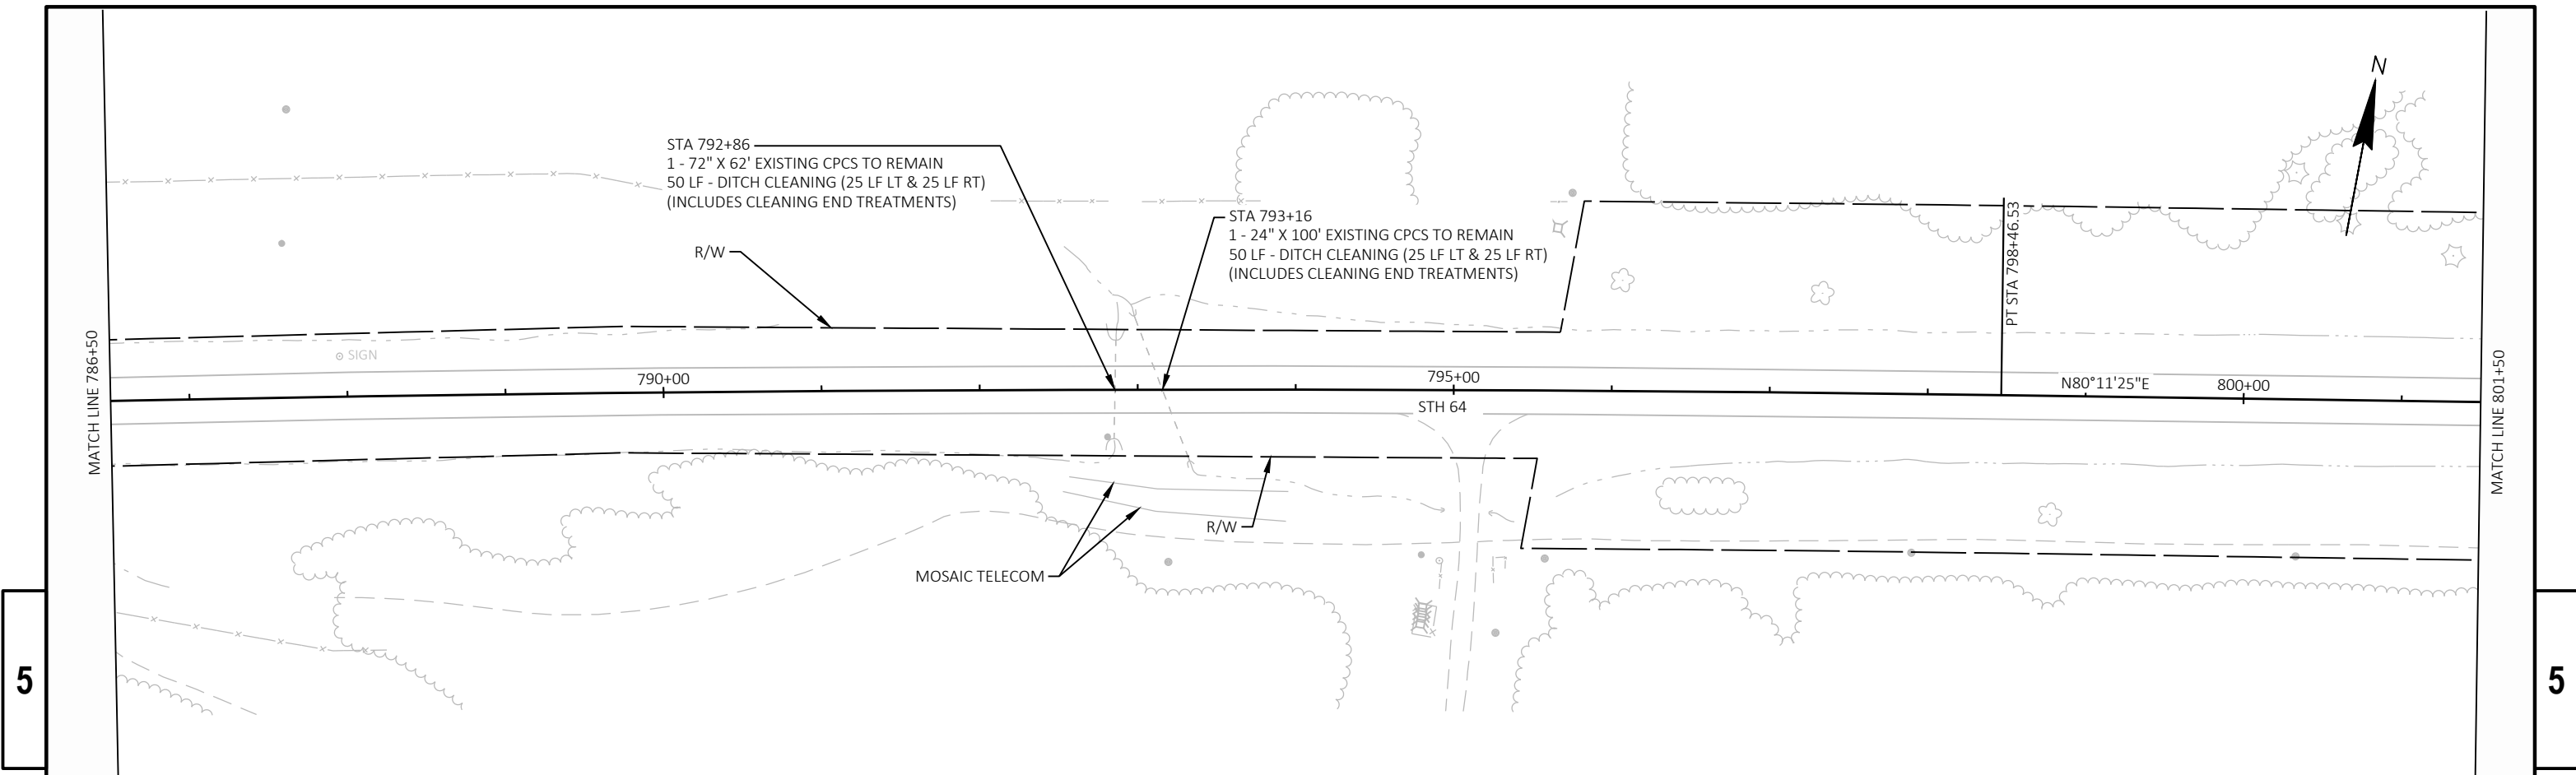 N
STA 792+86
1 - 72" X 62' EXISTING CPCS TO REMAIN
50 LF - DITCH CLEANING (25 LF LT & 25 LF RT)
(INCLUDES CLEANING END TREATMENTS)
STA 793+16
1 - 24" X 100' EXISTING CPCS TO REMAIN
50 LF - DITCH CLEANING (25 LF LT & 25 LF RT)
(INCLUDES CLEANING END TREATMENTS)
R/W
PT STA 798+46.53
MATCH LINE 786+50
SIGN
790+00
795+00
N80°11'25"E
800+00
MATCH LINE 801+50
STH 64
R/W
MOSAIC TELECOM
5
5